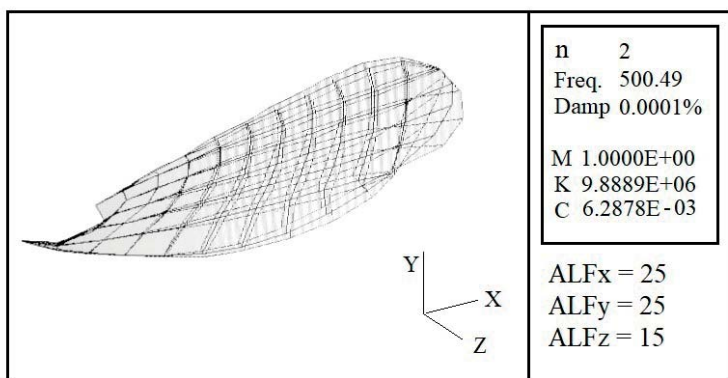 n 2
Freq. 500.49
Damp 0.0001%
M 1.0000E+00
K 9.8889E+06
C 6.2878E-03
Y
X
Z
ALFx = 25
ALFy = 25
ALFz = 15